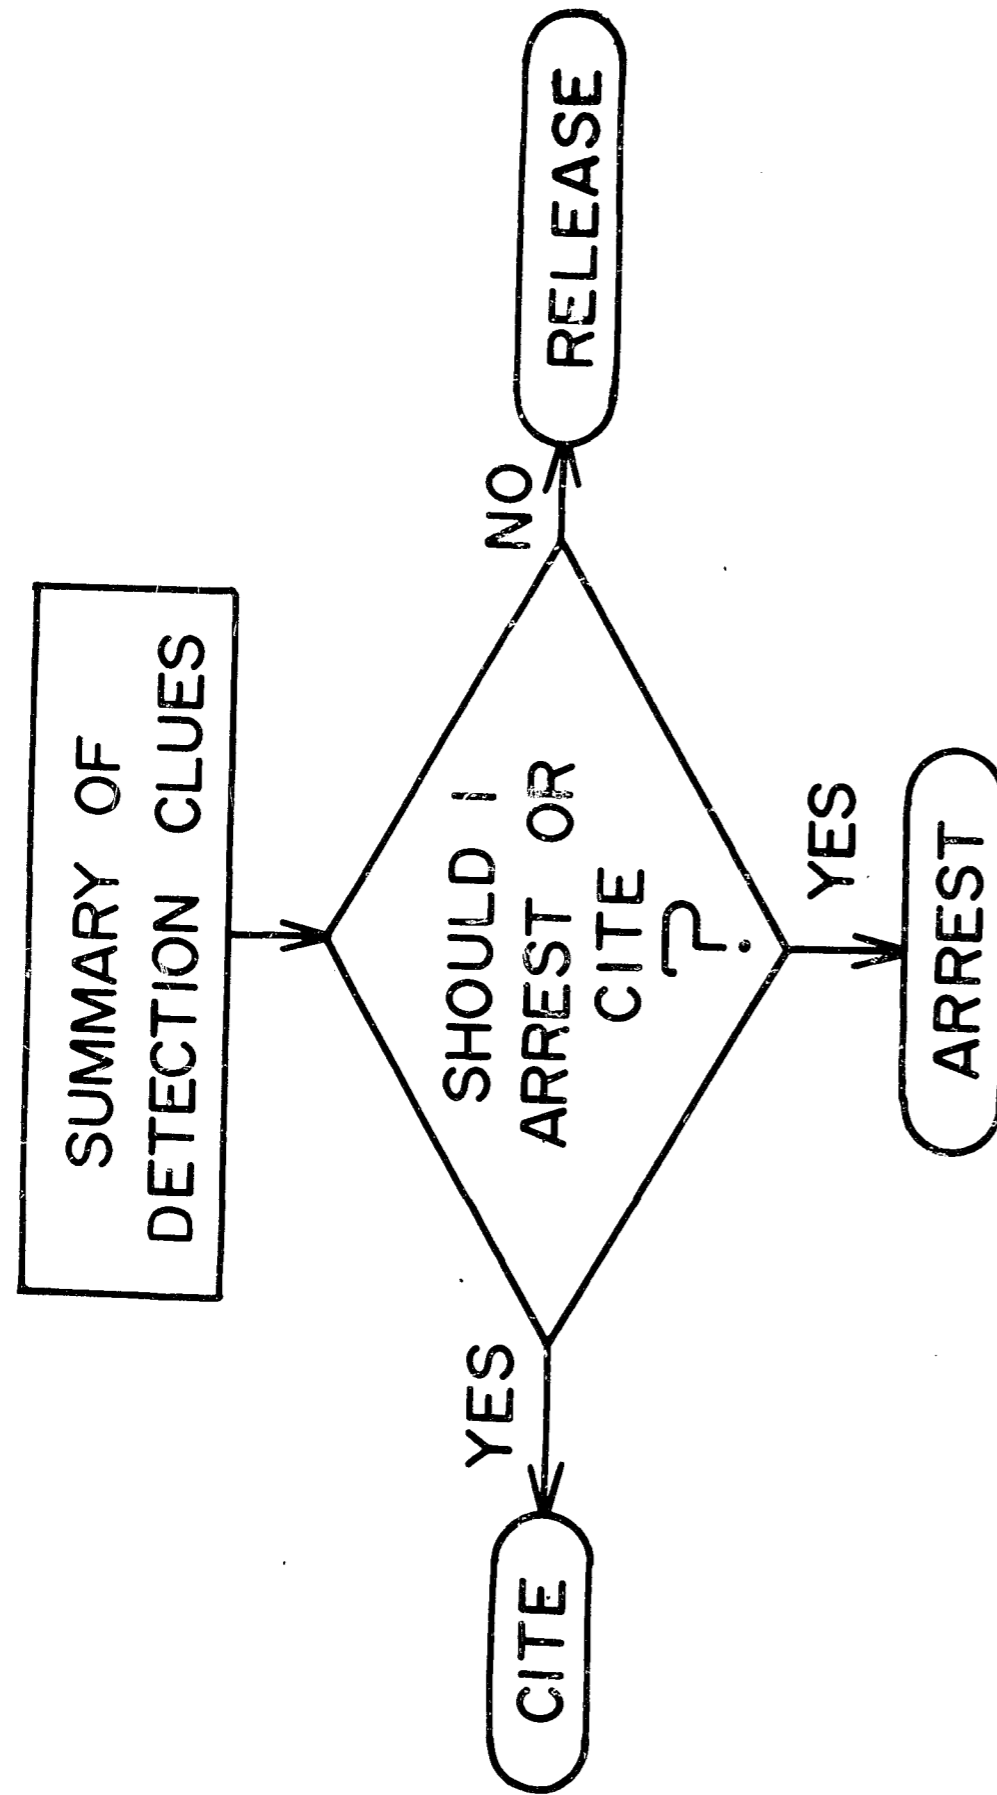 SUMMARY OF
DETECTION CLUES
SHOULD I
ARREST OR
CITE
?
YES
CITE
NO
RELEASE
YES
ARREST